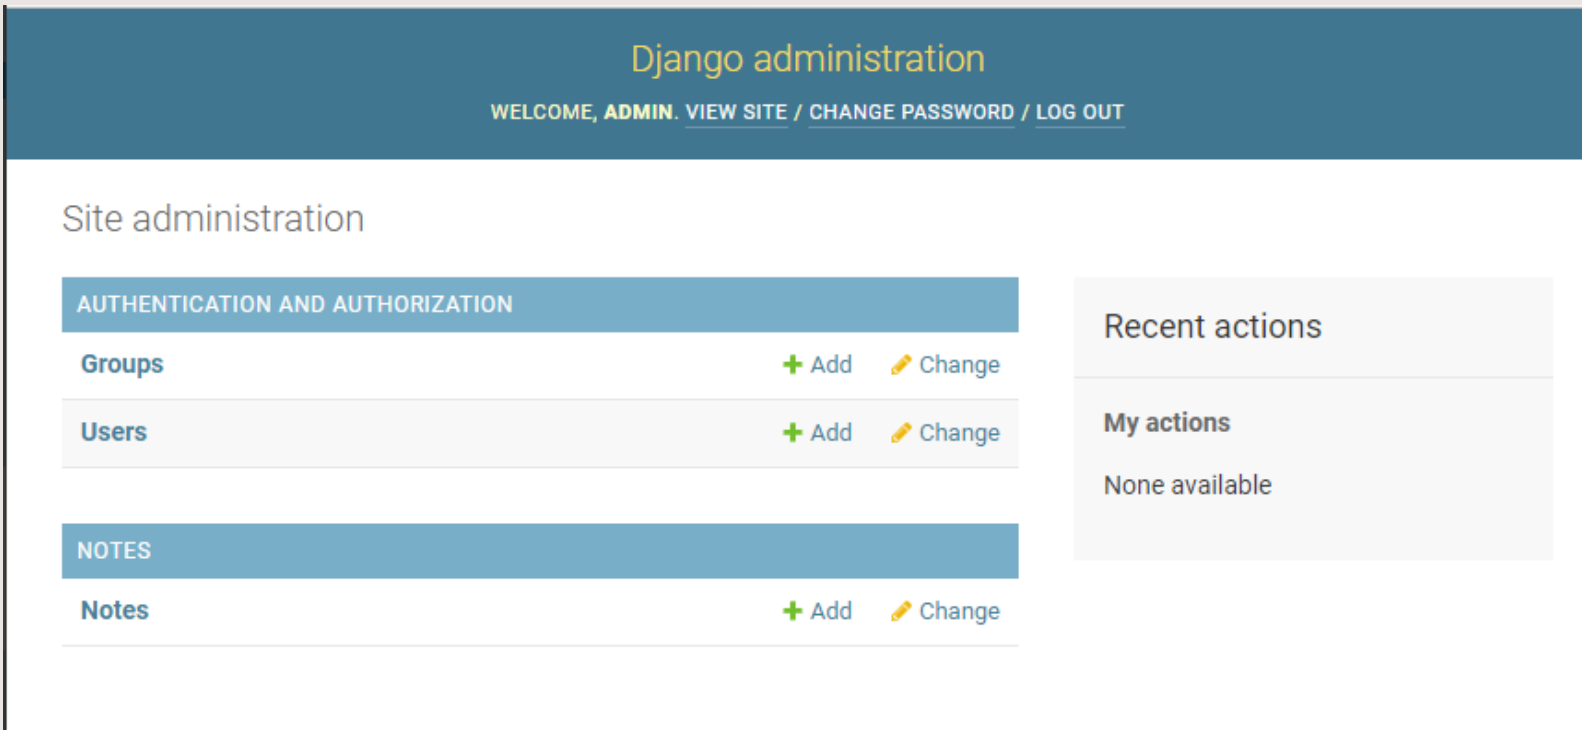 Django administration
WELCOME, ADMIN. VIEW SITE / CHANGE PASSWORD / LOG OUT
Site administration
AUTHENTICATION AND AUTHORIZATION
Groups Add Change
Users Add Change
NOTES
Notes Add Change
Recent actions
My actions
None available